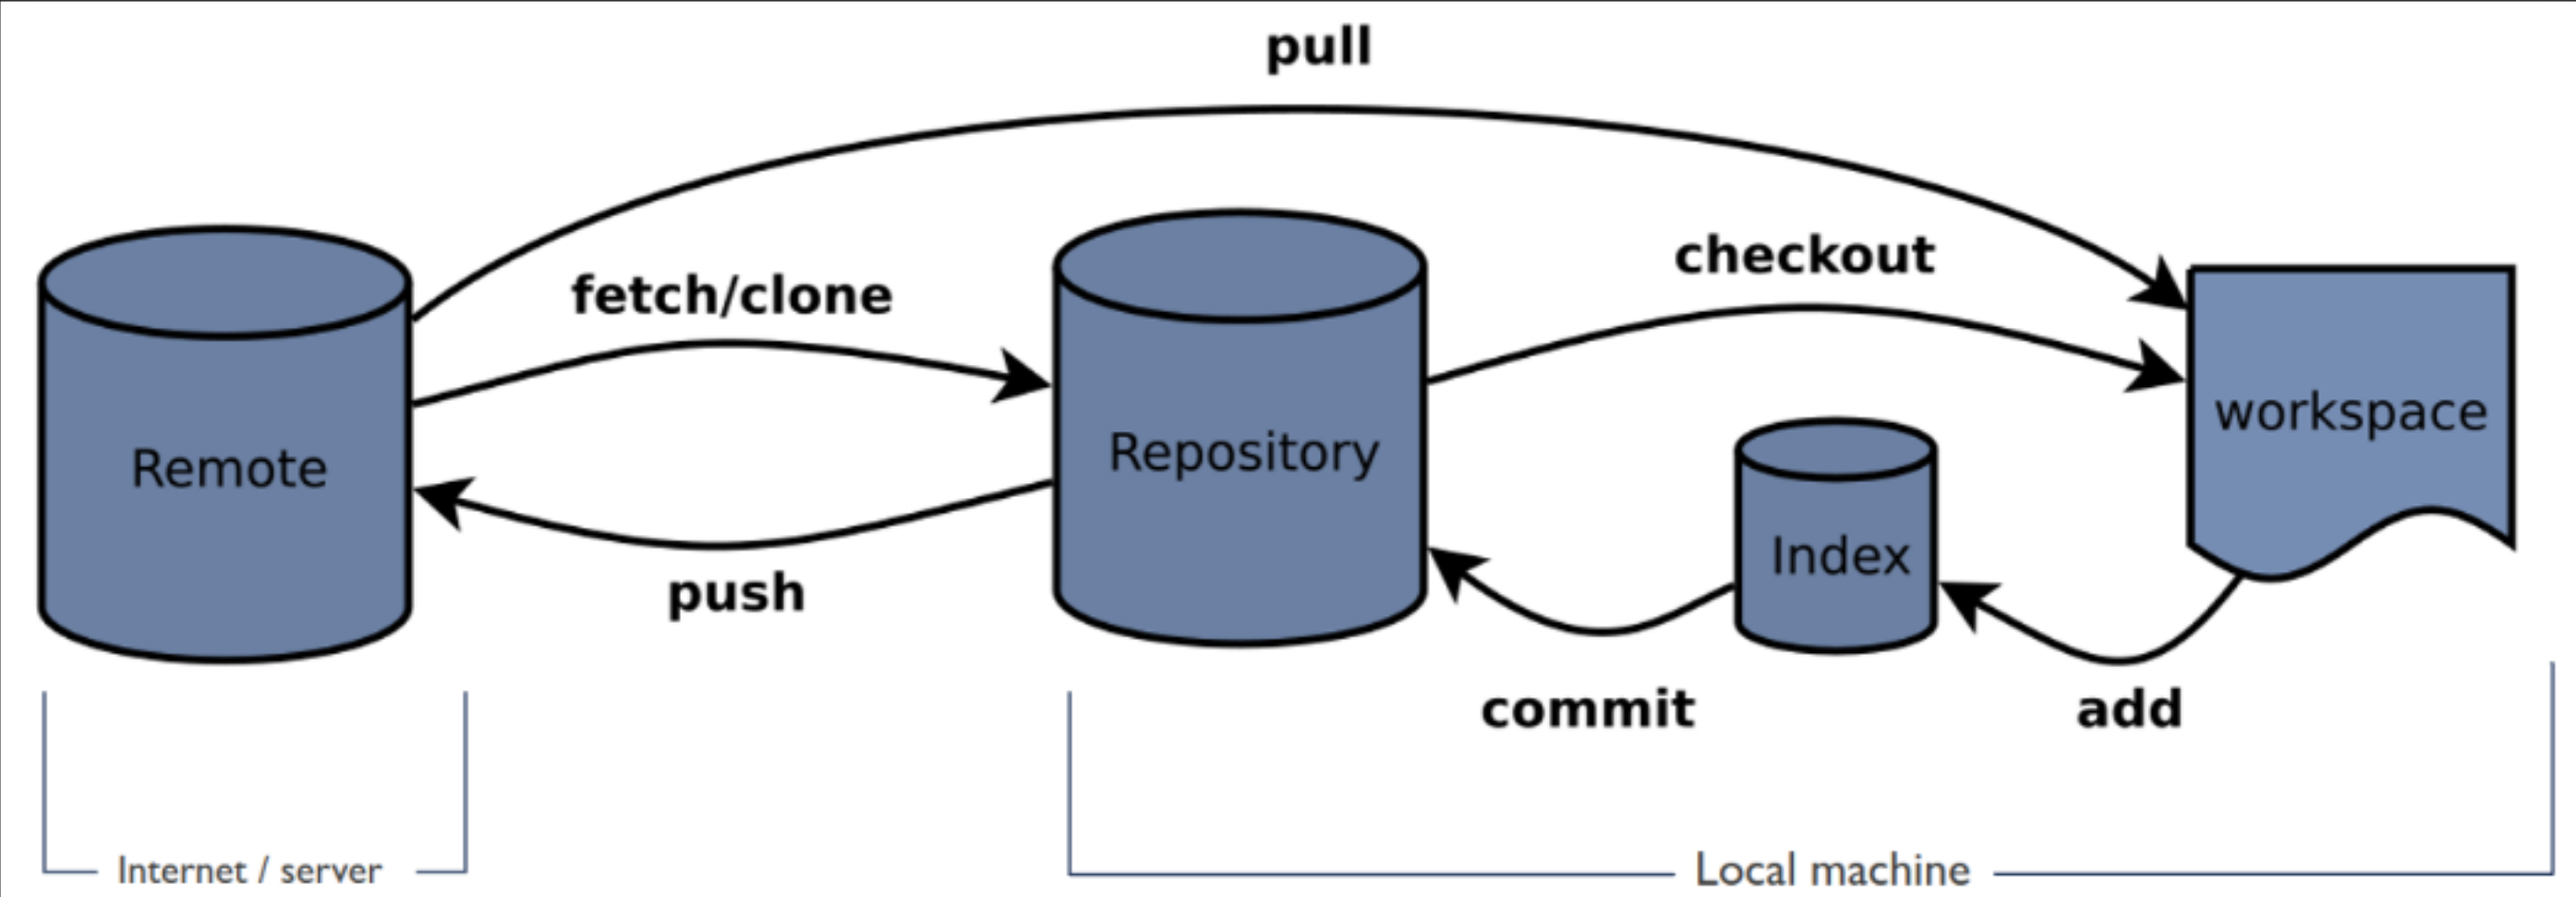 pull
fetch/clone
checkout
Remote
Repository
workspace
Index
push
commit
add
Internet / server
Local machine